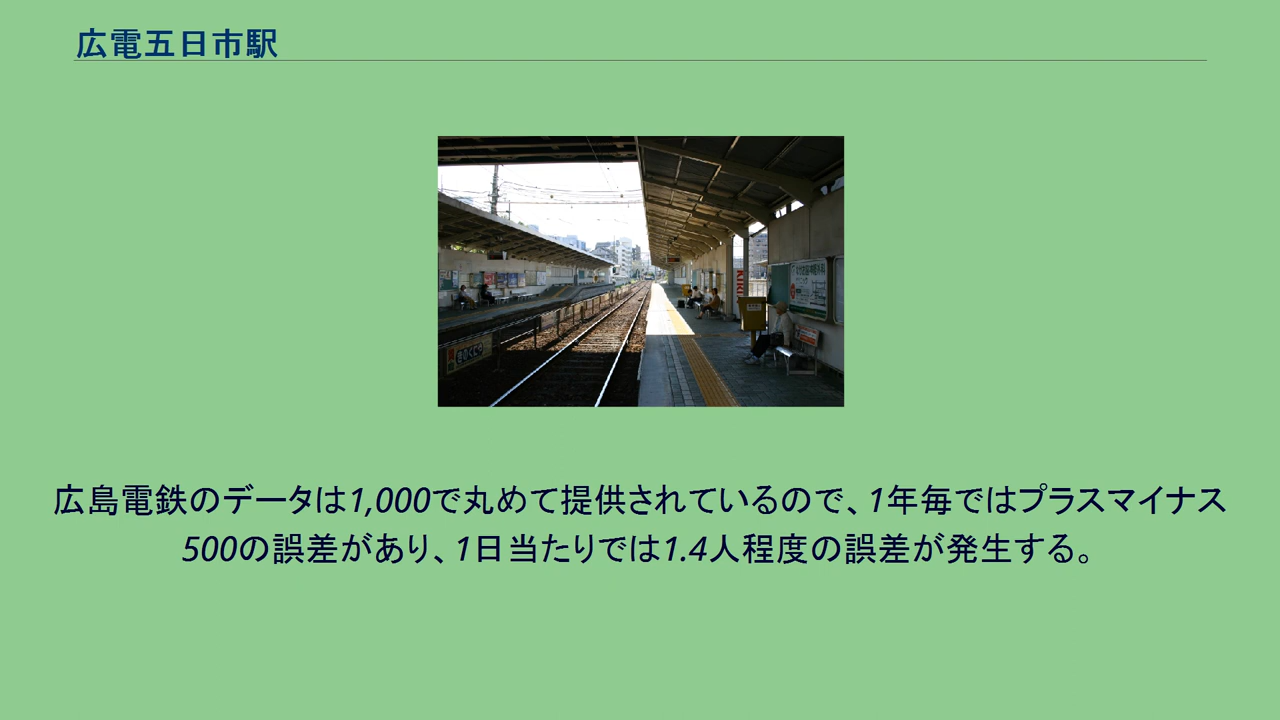 広電五日市駅
広島電鉄のデータは1,000で丸めて提供されているので、1年毎ではプラスマイナス
500の誤差があり、1日当たりでは1.4人程度の誤差が発生する。